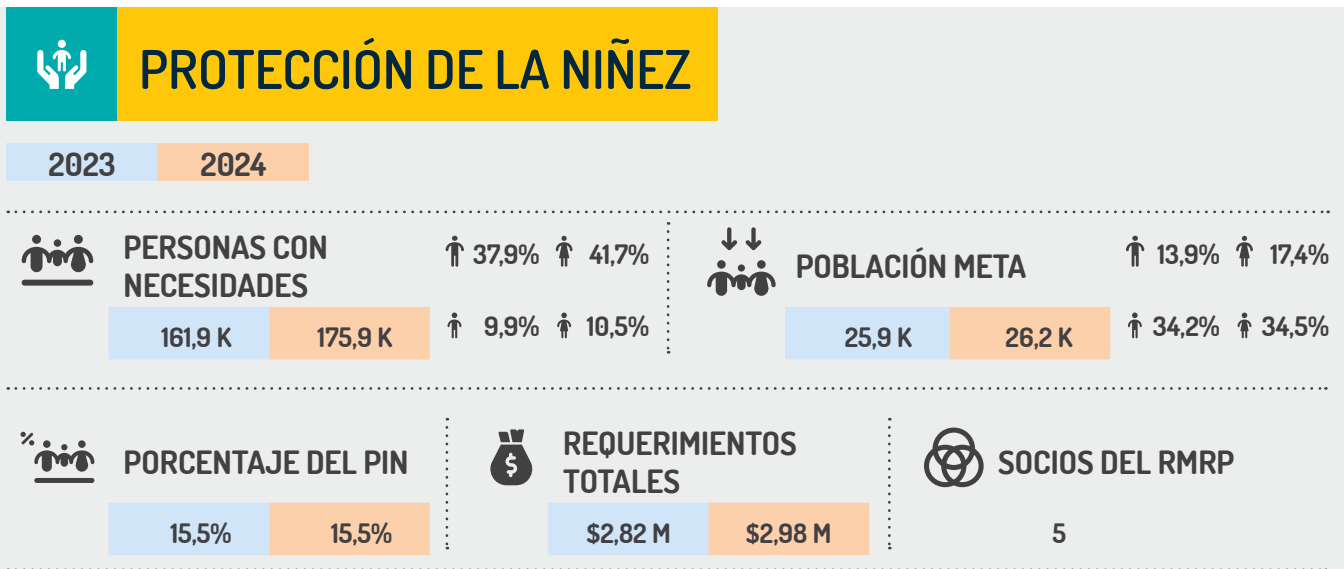 PROTECCIÓN DE LA NIÑEZ
2023 2024
PERSONAS CON
NECESIDADES
161,9 K 175,9 K
37,9% 41,7%
9,9% 10,5%
POBLACIÓN META
25,9 K 26,2 K
13,9% 17,4%
34,2% 34,5%
%
PORCENTAJE DEL PIN
15,5% 15,5%
$
REQUERIMIENTOS
TOTALES
$2,82 M $2,98 M
SOCIOS DEL RMRP
5